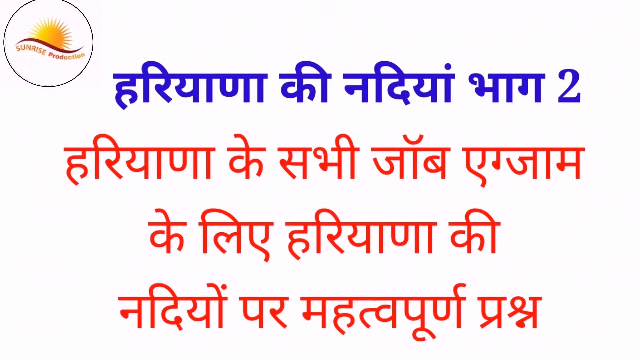 SUNRISE Production
हरियाणा की नदियां भाग 2
हरियाणा के सभी जॉब एग्जाम
के लिए हरियाणा की
नदियों पर महत्वपूर्ण प्रश्न